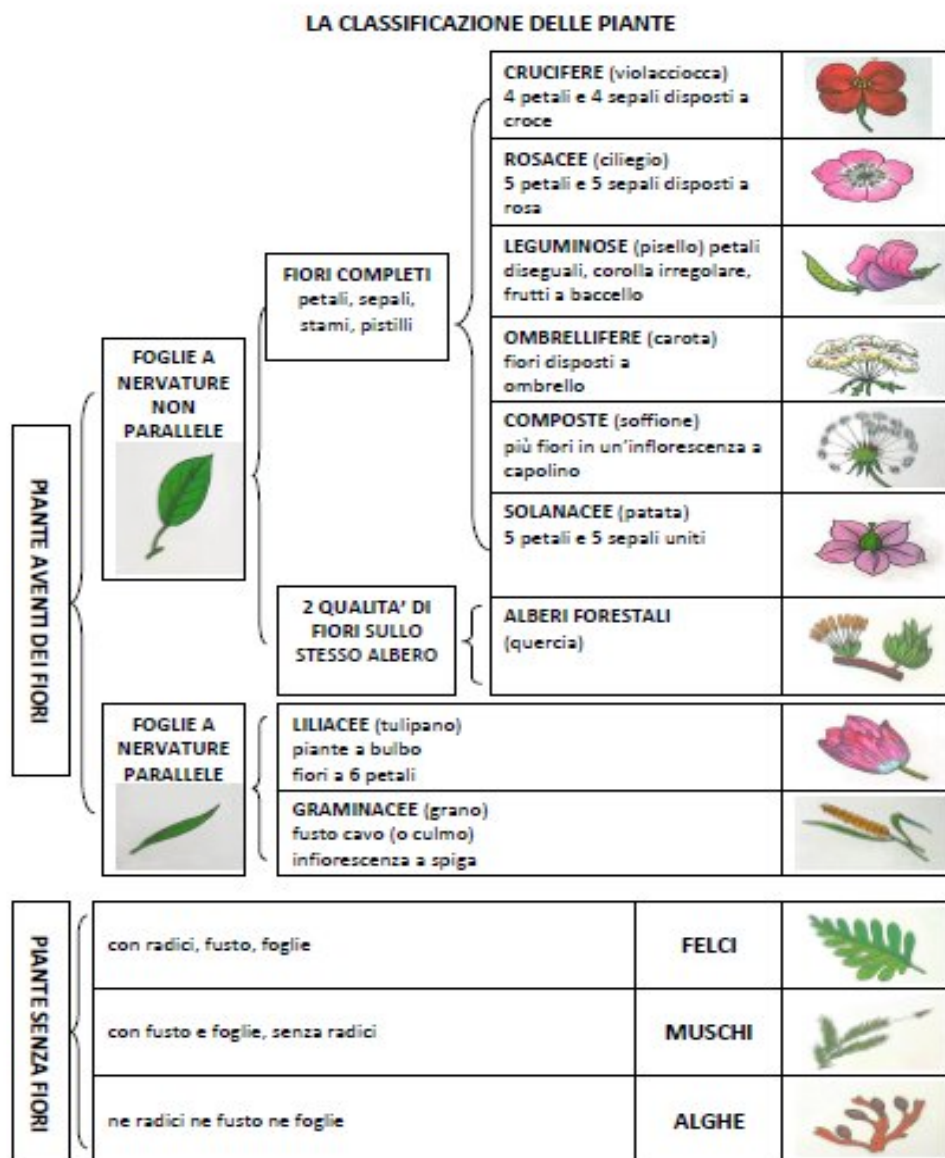 LA CLASSIFICAZIONE DELLE PIANTE
PIANTE AVENTI DEI FIORI
FOGLIE A
NERVATURE
NON
PARALLELE
FIORI COMPLETI
petali, sepali,
stami, pistilli
CRUCIFERE (violacciocca)
4 petali e 4 sepali disposti a
croce
ROSACEE (ciliegio)
5 petali e 5 sepali disposti a
rosa
LEGUMINOSE (pisello) petali
diseguali, corolla irregolare,
frutti a baccello
OMBRELLIFERE (carota)
fiori disposti a
ombrello
COMPOSTE (soffione)
più fiori in un'inflorescenza a
capolino
SOLANACEE (patata)
5 petali e 5 sepali uniti
2 QUALITA' DI
FIORI SULLO
STESSO ALBERO
ALBERI FORESTALI
(quercia)
FOGLIE A
NERVATURE
PARALLELE
LILIACEE (tulipano)
piante a bulbo
fiori a 6 petali
GRAMINACEE (grano)
fusto cavo (o culmo)
infiorescenza a spiga
PIANTE SENZA FIORI
con radici, fusto, foglie
FELCI
con fusto e foglie, senza radici
MUSCHI
ne radici ne fusto ne foglie
ALGHE